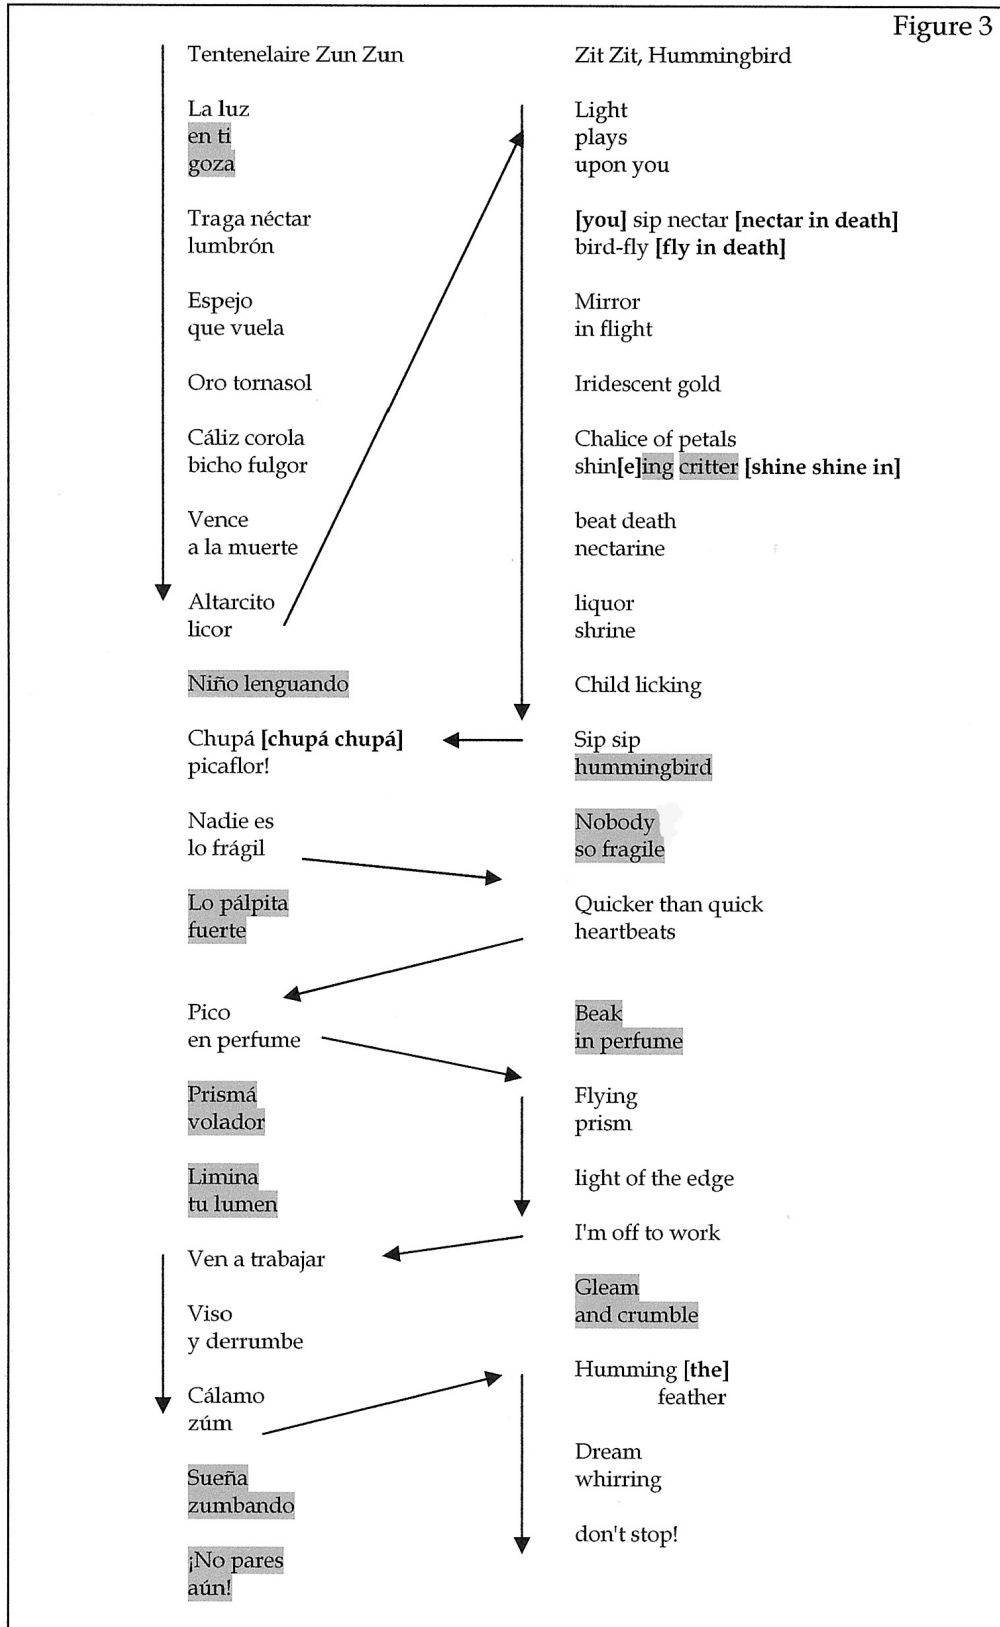 Figure 3
Tentenelaire Zun Zun
La luz
en ti
goza
Traga néctar
lumbrón
Espejo
que vuela
Oro tornasol
Cáliz corola
bicho fulgor
Vence
a la muerte
Altarcito
licor
Niño lenguando
Chupá [chupá chupá]
picaflor!
Nadie es
lo frágil
Lo pálpita
fuerte
Pico
en perfume
Prismá
volador
Limina
tu lumen
Ven a trabajar
Viso
y derrumbe
Cálamo
zúm
Sueña
zumbando
¡No pares
aún!
Zit Zit, Hummingbird
Light
plays
upon you
[you] sip nectar [nectar in death]
bird-fly [fly in death]
Mirror
in flight
Iridescent gold
Chalice of petals
shin[e]ing critter [shine shine in]
beat death
nectarine
liquor
shrine
Child licking
Sip sip
hummingbird
Nobody
so fragile
Quicker than quick
heartbeats
Beak
in perfume
Flying
prism
light of the edge
I'm off to work
Gleam
and crumble
Humming [the]
feather
Dream
whirring
don't stop!